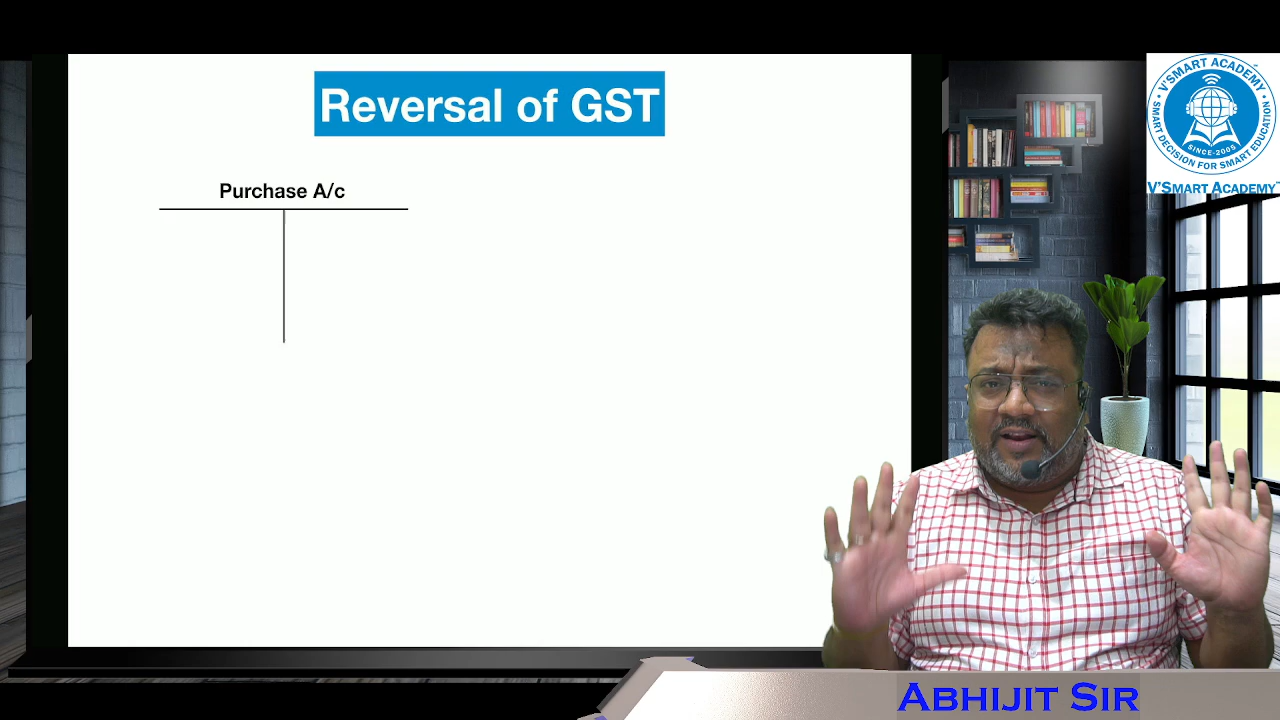 Reversal of GST
Purchase A/c
V'SMART ACADEMY
SMART DECISION FOR SMART EDUCATION
SINCE-2005
V'SMART ACADEMY™
ABHIJIT SIR